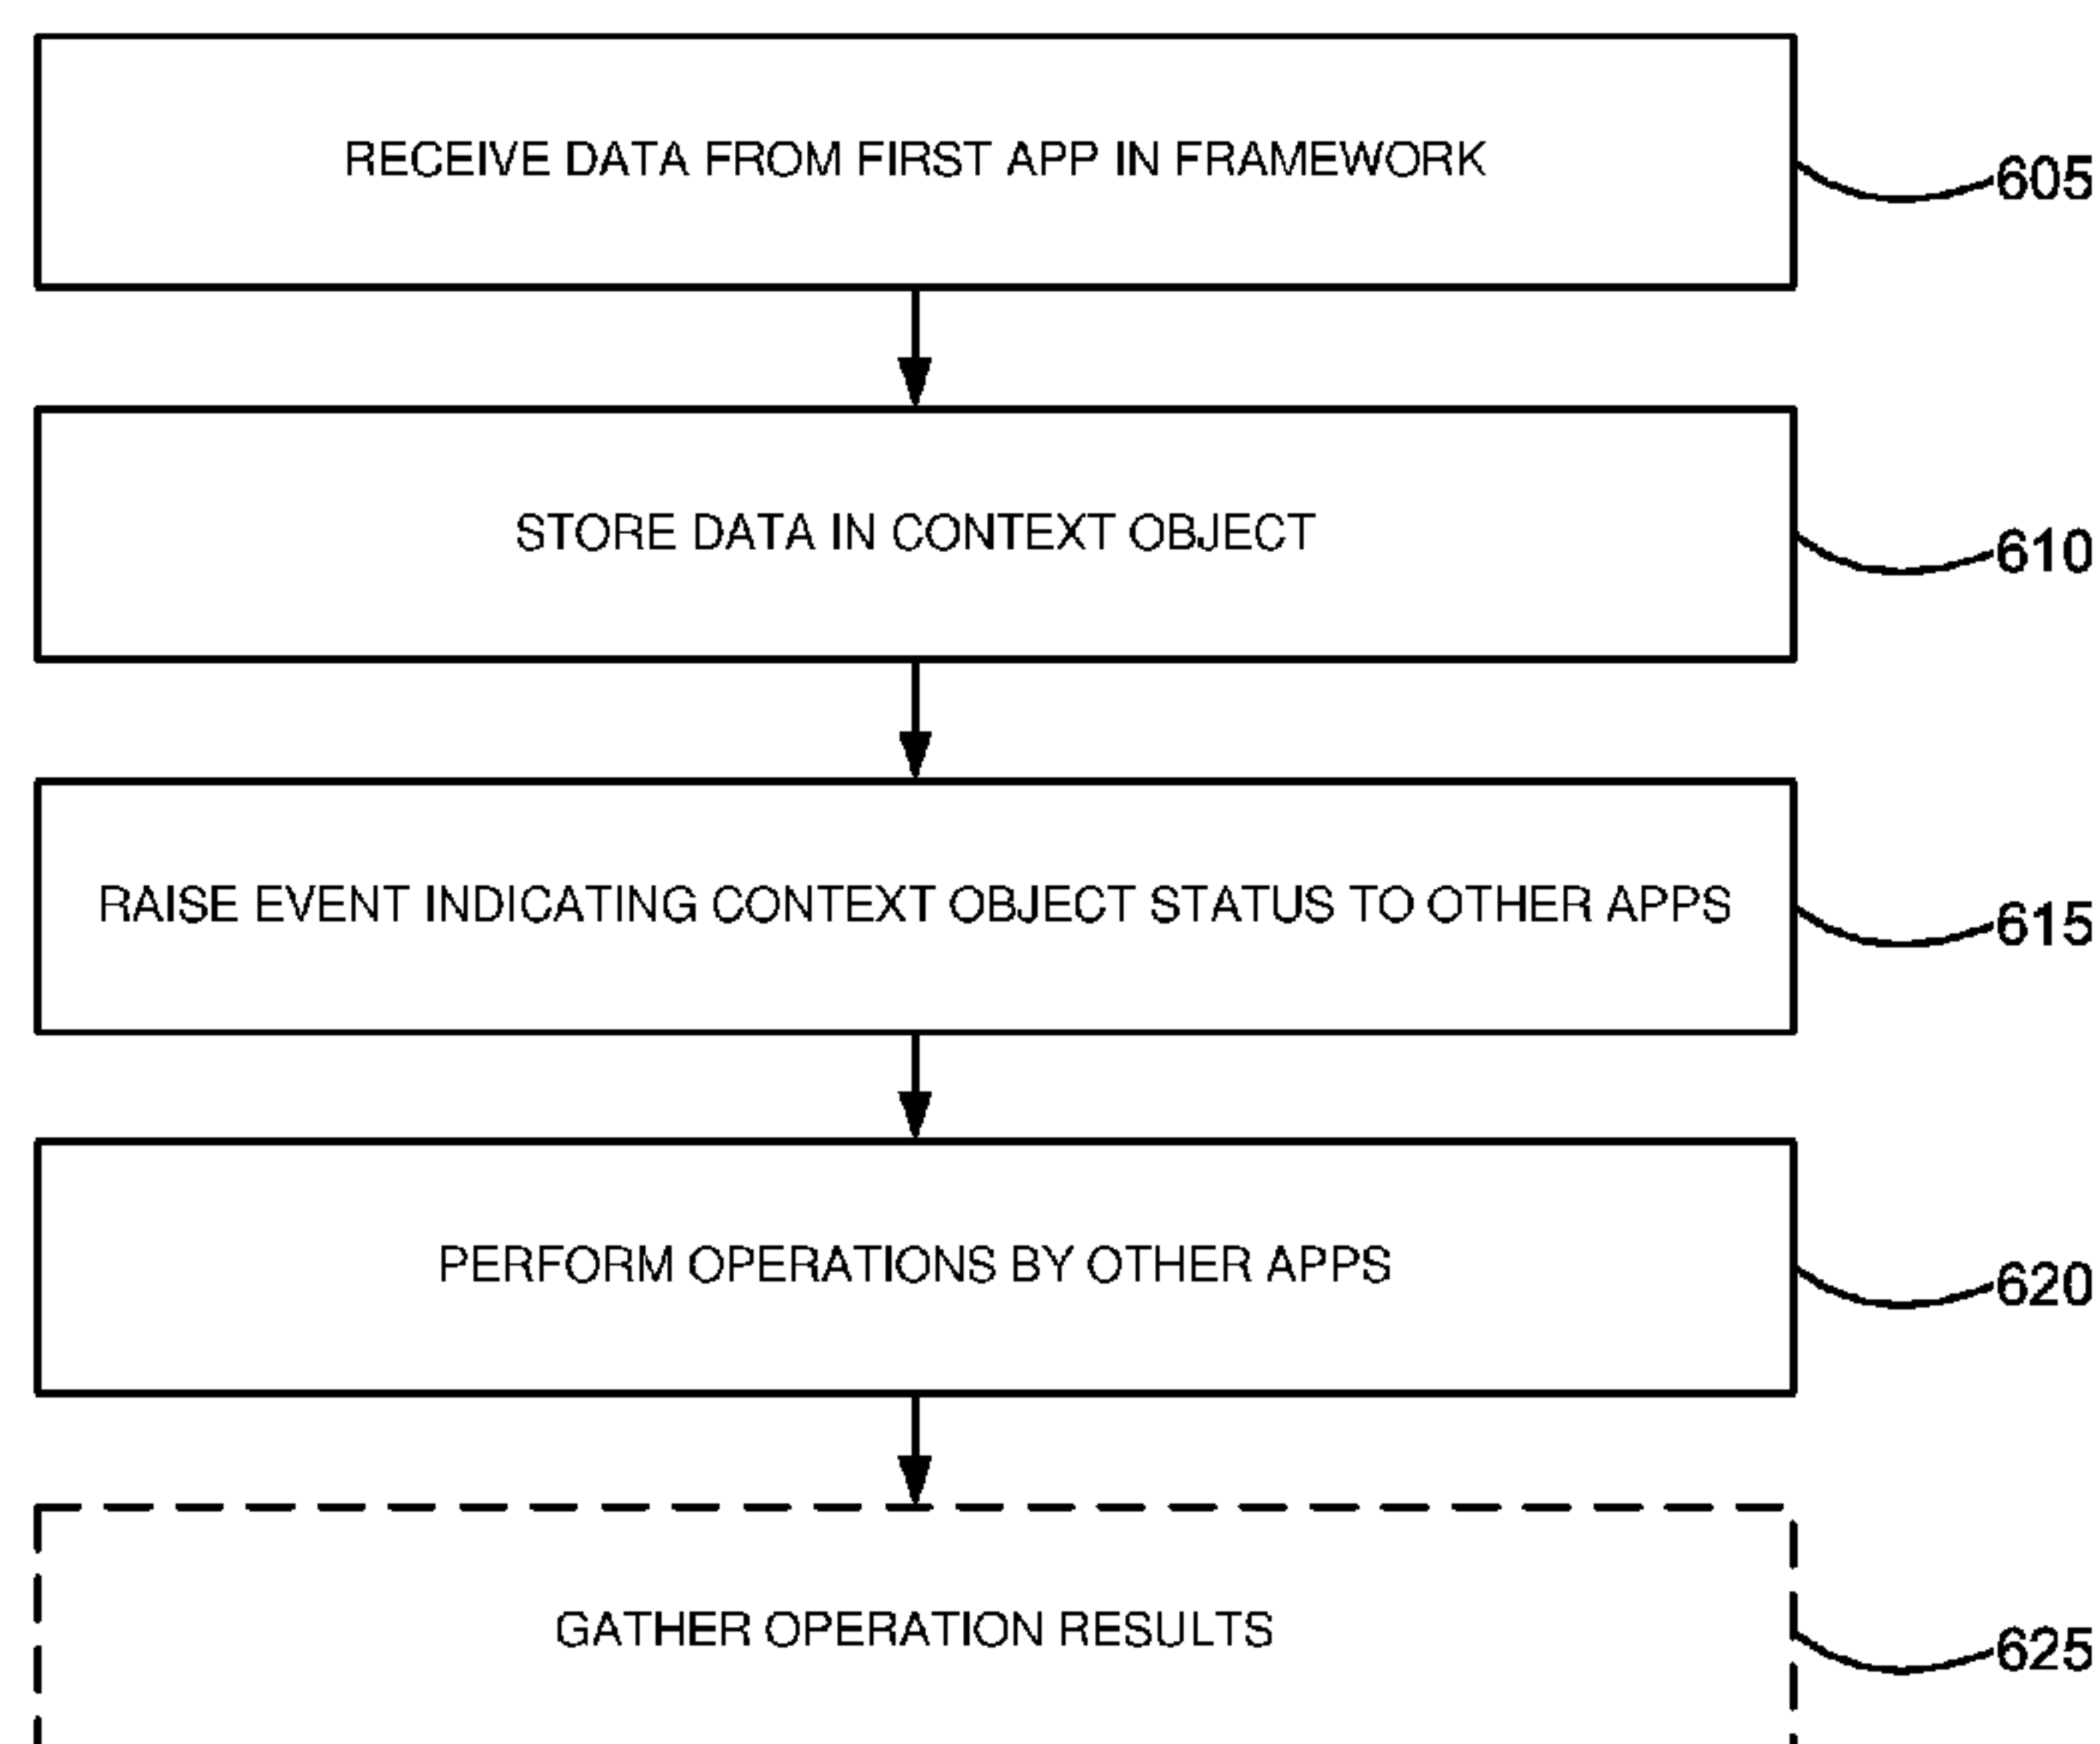 RECEIVE DATA FROM FIRST APP IN FRAMEWORK
605
STORE DATA IN CONTEXT OBJECT
610
RAISE EVENT INDICATING CONTEXT OBJECT STATUS TO OTHER APPS
615
PERFORM OPERATIONS BY OTHER APPS
620
GATHER OPERATION RESULTS
625